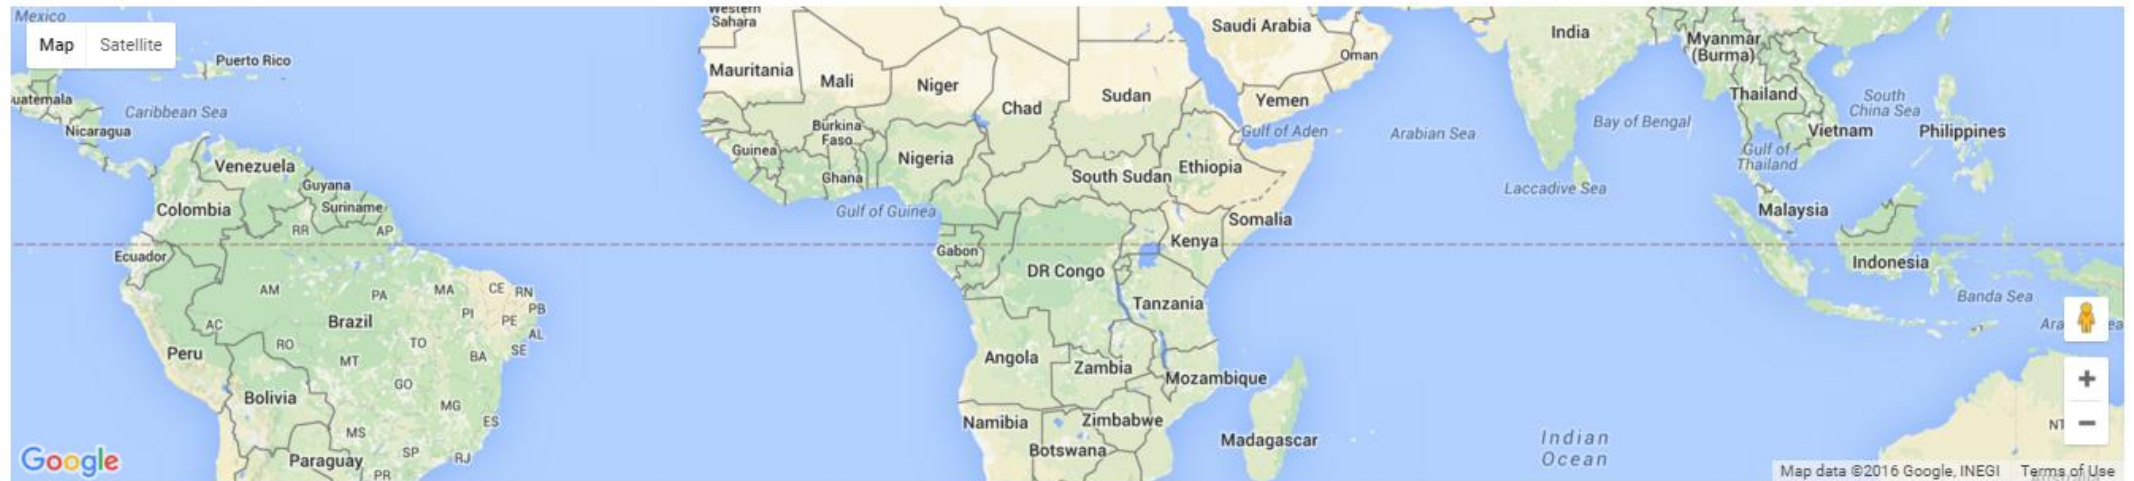 Mexico
Map Satellite
Puerto Rico
uatemala
Caribbean Sea
Nicaragua
Venezuela
Guyana
Colombia
Suriname
RR
AP
Ecuador
AM
PA
MA
CE
RN
PB
PI
PE
AL
AC
Brazil
TO
SE
RO
BA
Peru
MT
GO
Bolivia
MG
ES
MS
SP
RJ
Paraguay
PR
Google
Western
Sahara
Mauritania
Mali
Niger
Chad
Sudan
Burkina
Faso
Guinea
Nigeria
Ghana
South Sudan
Ethiopia
Gulf of Guinea
Somalia
Kenya
Gabon
DR Congo
Tanzania
Angola
Zambia
Mozambique
Namibia
Zimbabwe
Botswana
Madagascar
Saudi Arabia
Oman
Yemen
Gulf of Aden
Arabian Sea
India
Bay of Bengal
Laccadive Sea
Myanmar
(Burma)
Thailand
South
China Sea
Vietnam
Philippines
Gulf of
Thailand
Malaysia
Indonesia
Banda Sea
Ara
ea
NT
Indian
Ocean
Map data ©2016 Google, INEGI Terms of Use